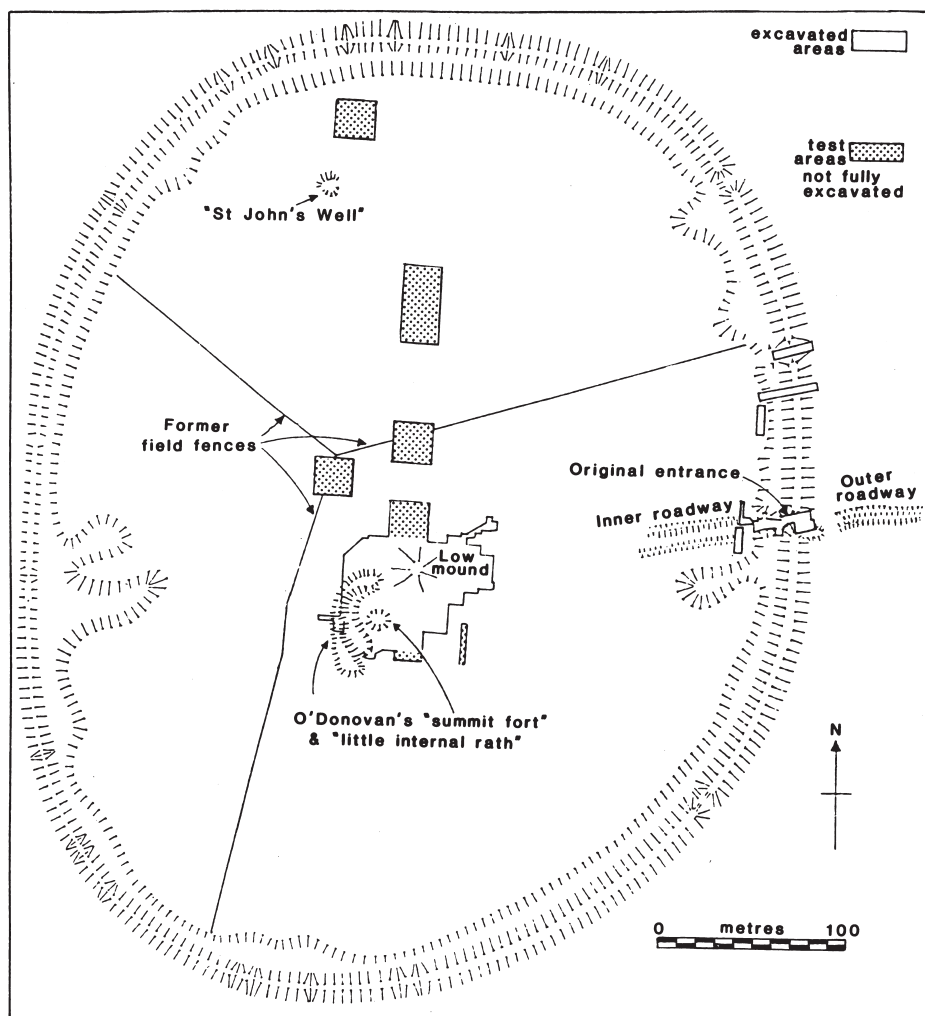 excavated
areas
test
areas
not fully
excavated
"St John's Well"
Former
field fences
Original entrance
Outer
roadway
Inner roadway
Low
mound
O'Donovan's "summit fort"
& "little internal rath"
N
0 metres 100